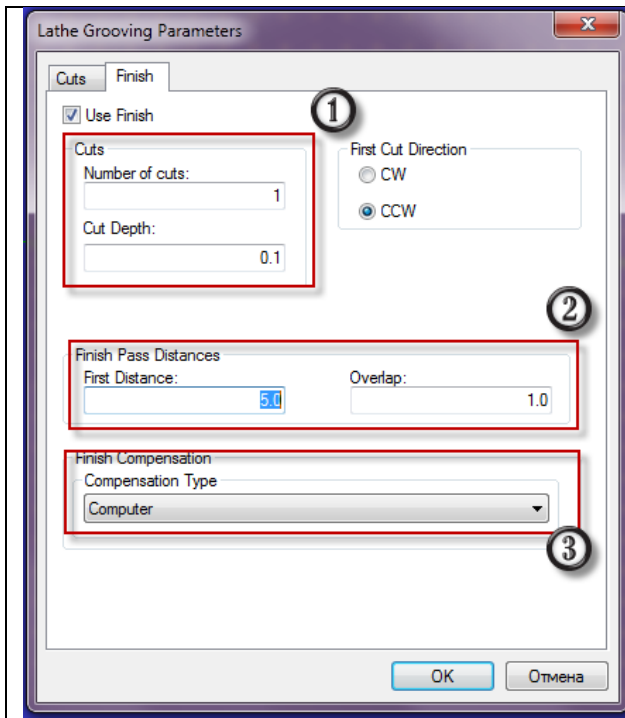 Lathe Grooving Parameters
Cuts Finish
Use Finish
1
Cuts
First Cut Direction
Number of cuts:
CW
1
CCW
Cut Depth:
0.1
2
Finish Pass Distances
First Distance: Overlap:
5.0 1.0
Finish Compensation
Compensation Type
Computer
3
OK Отмена